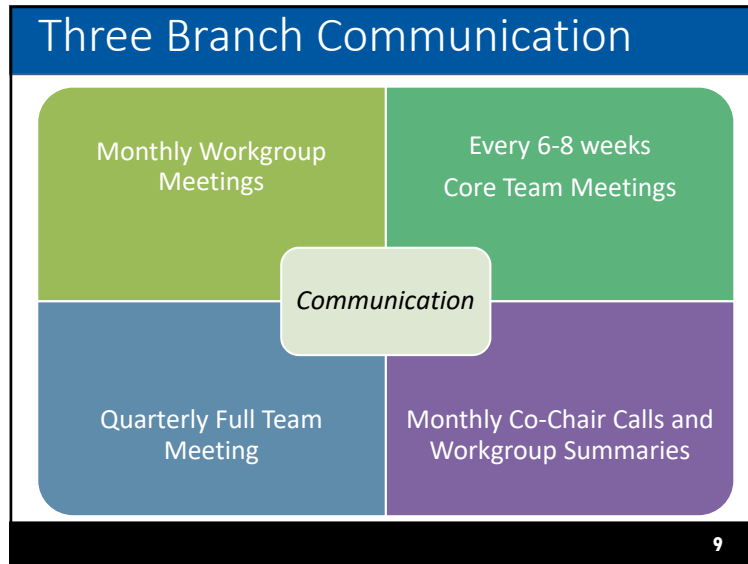 Three Branch Communication
Monthly Workgroup
Meetings
Every 6-8 weeks
Core Team Meetings
Communication
Quarterly Full Team
Meeting
Monthly Co-Chair Calls and
Workgroup Summaries
9